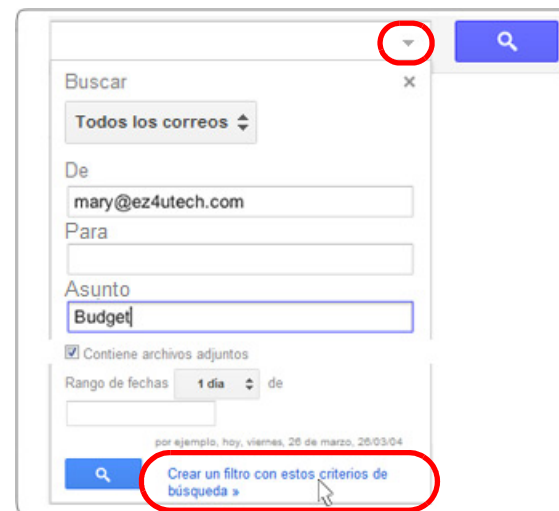 Buscar
Todos los correos
De
mary@ez4utech.com
Para
Asunto
Budget
Contiene archivos adjuntos
Rango de fechas 1 día de
por ejemplo, hoy, viernes, 26 de marzo, 26/03/04
Crear un filtro con estos criterios de
búsqueda »